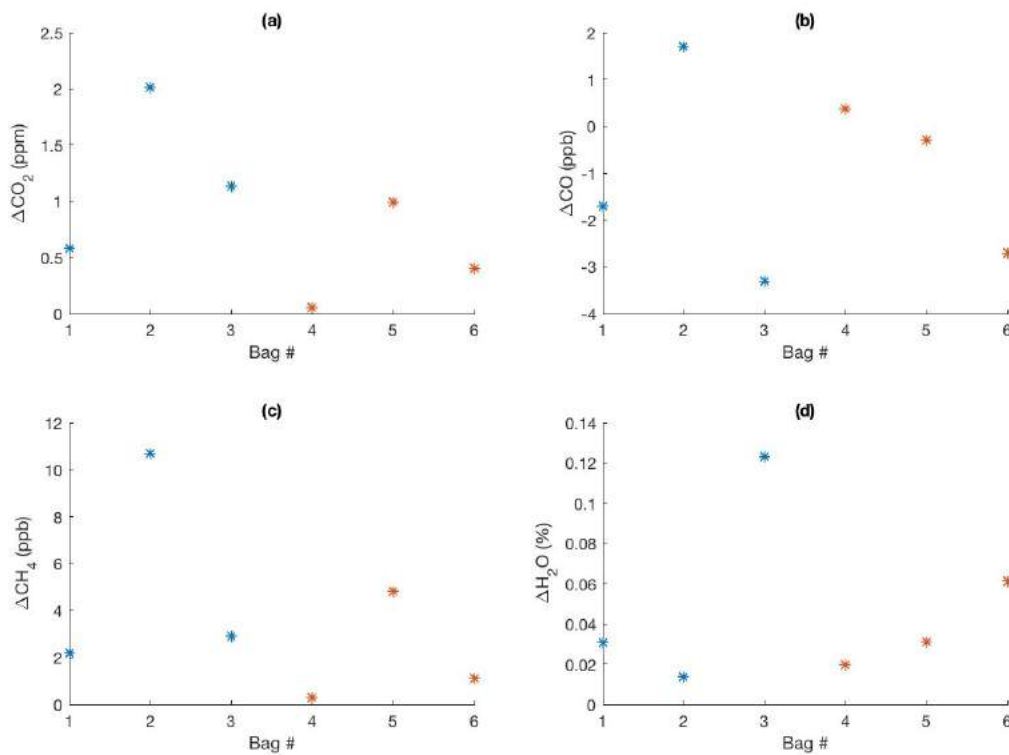 (a)
2.5
2
1.5
1
0.5
0
ΔCO₂ (ppm)
1 2 3 4 5 6
Bag #
(b)
2
1
0
-1
-2
-3
-4
ΔCO (ppb)
1 2 3 4 5 6
Bag #
(c)
12
10
8
6
4
2
0
ΔCH₄ (ppb)
1 2 3 4 5 6
Bag #
(d)
0.14
0.12
0.1
0.08
0.06
0.04
0.02
0
ΔH₂O (%)
1 2 3 4 5 6
Bag #